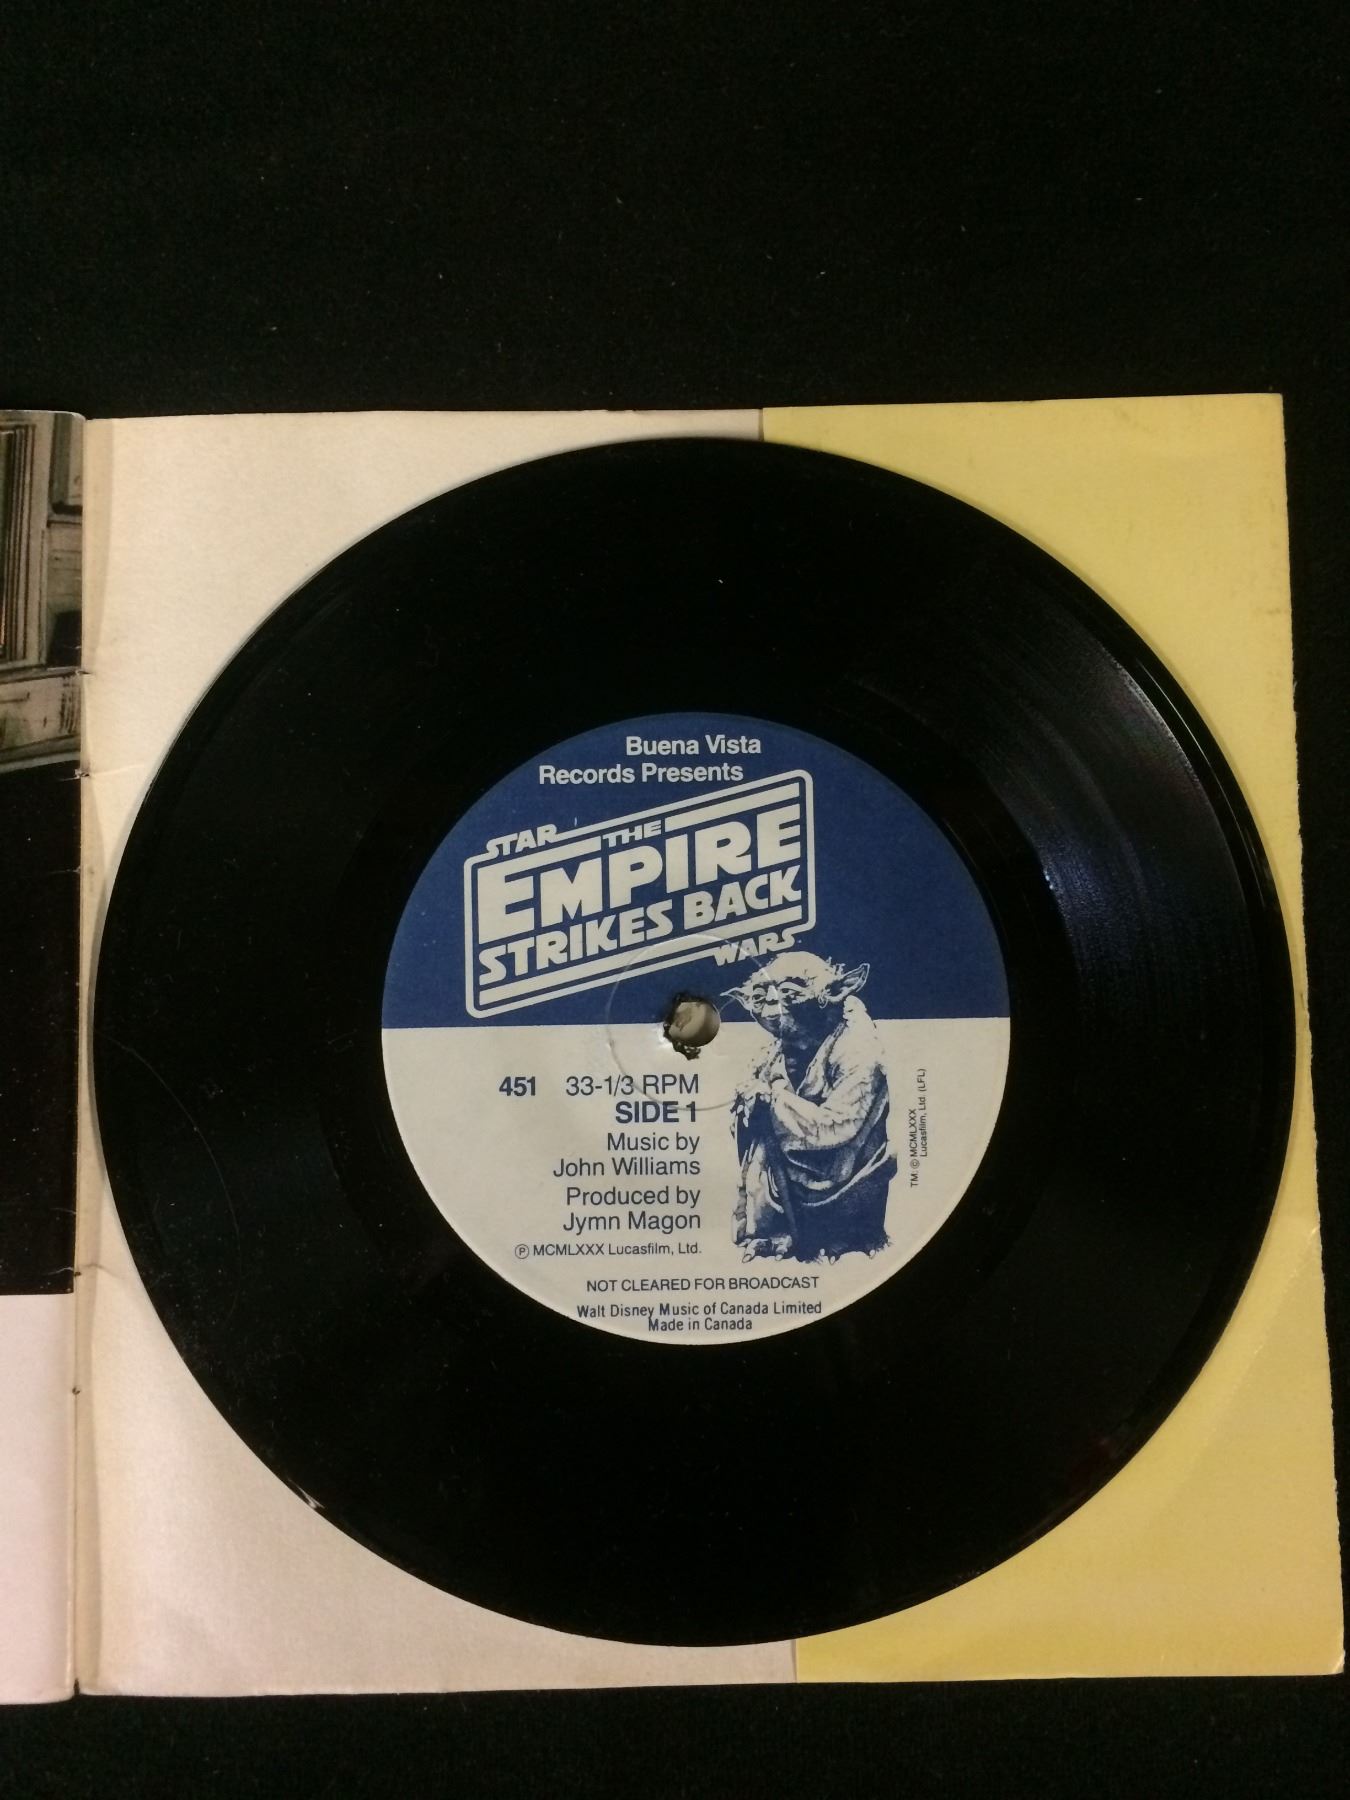 Buena Vista
Records Presents
STAR
THE
EMPIRE
STRIKES BACK
WARS
451 33-1/3 RPM
SIDE 1
Music by
John Williams
Produced by
Jymn Magon
℗ MCMLXXX Lucasfilm, Ltd.
TM: © MCMLXXX
Lucasfilm, Ltd. (LFL)
NOT CLEARED FOR BROADCAST
Walt Disney Music of Canada Limited
Made in Canada